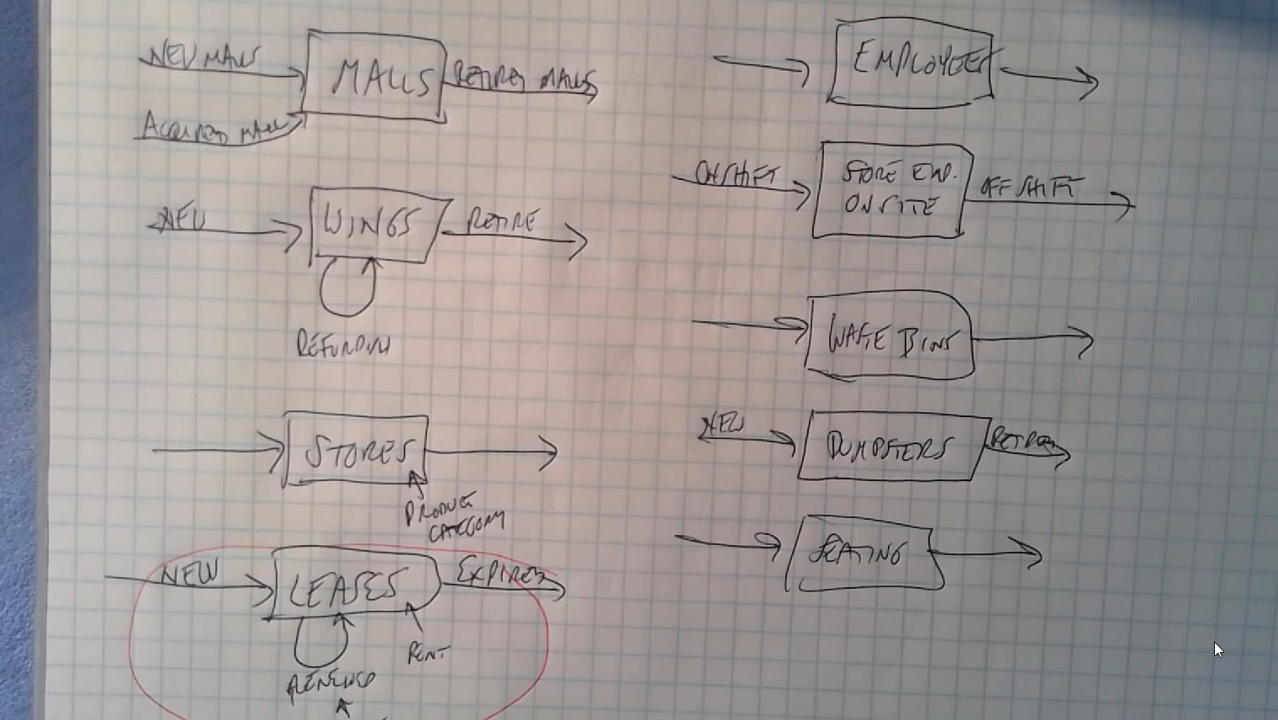 NEW MALLS
MALLS
RETIRED MALLS
ACQUIRED MALLS
NEW
WINGS
RETIRE
REFURBISH
STORES
PRODUCT
CATEGORY
NEW
LEASES
EXPIRED
RENT
RENEWED
EMPLOYEES
ON SHIFT
STORE EMP.
ON SITE
OFF SHIFT
WASTE BINS
NEW
DUMPSTERS
RETIRED
SEATING